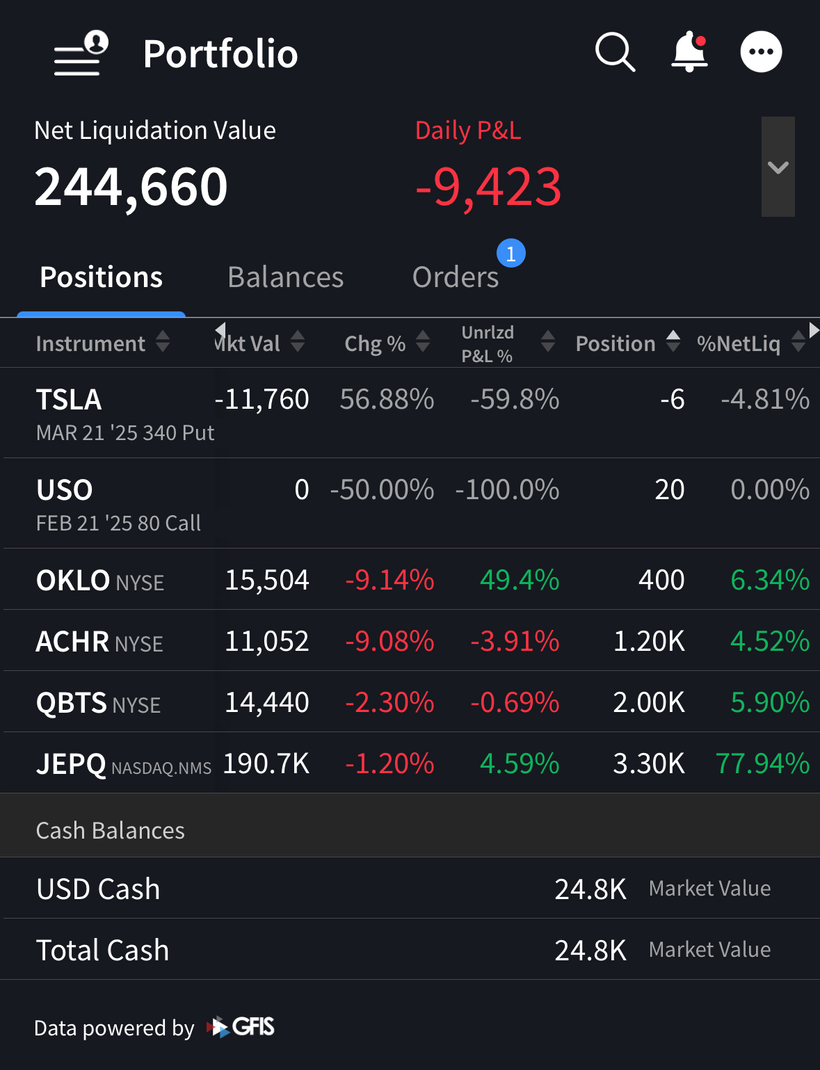 Portfolio
Net Liquidation Value Daily P&L
244,660 -9,423
Positions Balances Orders 1
Instrument Mkt Val Chg % Unrlzd P&L % Position %NetLiq
TSLA -11,760 56.88% -59.8% -6 -4.81%
MAR 21 '25 340 Put
USO 0 -50.00% -100.0% 20 0.00%
FEB 21 '25 80 Call
OKLO NYSE 15,504 -9.14% 49.4% 400 6.34%
ACHR NYSE 11,052 -9.08% -3.91% 1.20K 4.52%
QBTS NYSE 14,440 -2.30% -0.69% 2.00K 5.90%
JEPQ NASDAQ.NMS 190.7K -1.20% 4.59% 3.30K 77.94%
Cash Balances
USD Cash 24.8K Market Value
Total Cash 24.8K Market Value
Data powered by GFIS